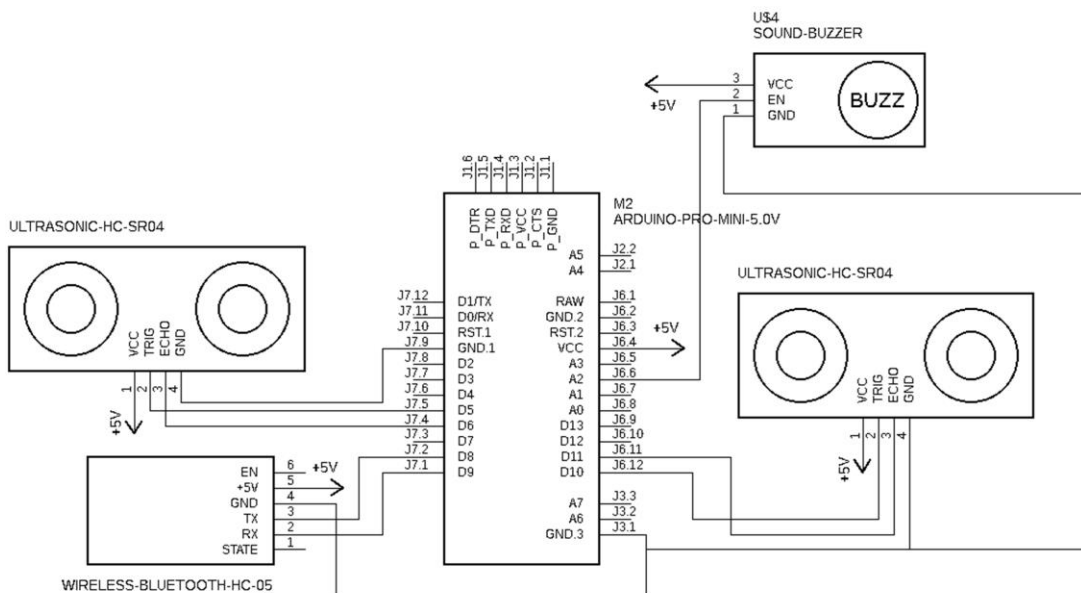 U$4
SOUND-BUZZER
3 VCC
2 EN
1 GND
BUZZ
+5V
ULTRASONIC-HC-SR04
VCC
TRIG
ECHO
GND
1
2
3
4
+5V
J1.6
J1.5
J1.4
J1.3
J1.2
J1.1
P_DTR
P_TXD
P_RXD
P_VCC
P_CTS
P_GND
M2
ARDUINO-PRO-MINI-5.0V
J7.12 D1/TX
J7.11 D0/RX
J7.10 RST.1
J7.9 GND.1
J7.8 D2
J7.7 D3
J7.6 D4
J7.5 D5
J7.4 D6
J7.3 D7
J7.2 D8
J7.1 D9
A5 J2.2
A4 J2.1
RAW J6.1
GND.2 J6.2
RST.2 J6.3
VCC J6.4
+5V
A3 J6.5
A2 J6.6
A1 J6.7
A0 J6.8
D13 J6.9
D12 J6.10
D11 J6.11
D10 J6.12
A7 J3.3
A6 J3.2
GND.3 J3.1
ULTRASONIC-HC-SR04
VCC
TRIG
ECHO
GND
1
2
3
4
+5V
EN 6
+5V 5
+5V
GND 4
TX 3
RX 2
STATE 1
WIRELESS-BLUETOOTH-HC-05